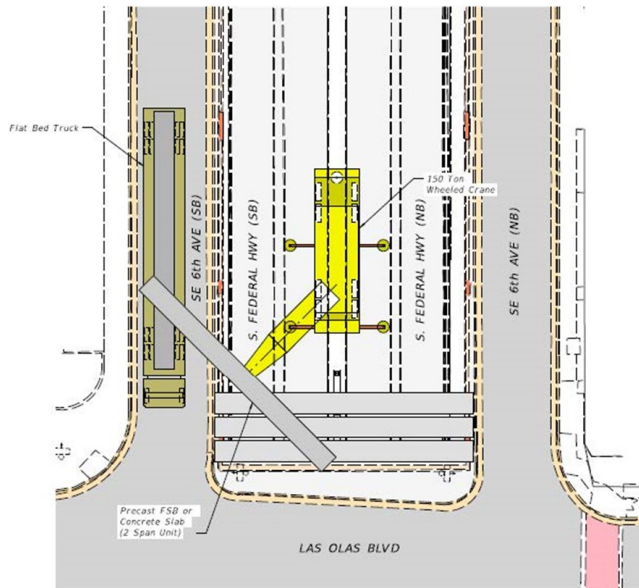 Flat Bed Truck
150 Ton
Wheeled Crane
SE 6th AVE (SB)
S. FEDERAL HWY (SB)
S. FEDERAL HWY (NB)
SE 6th AVE (NB)
Precast FSB or
Concrete Slab
(2 Span Unit)
LAS OLAS BLVD